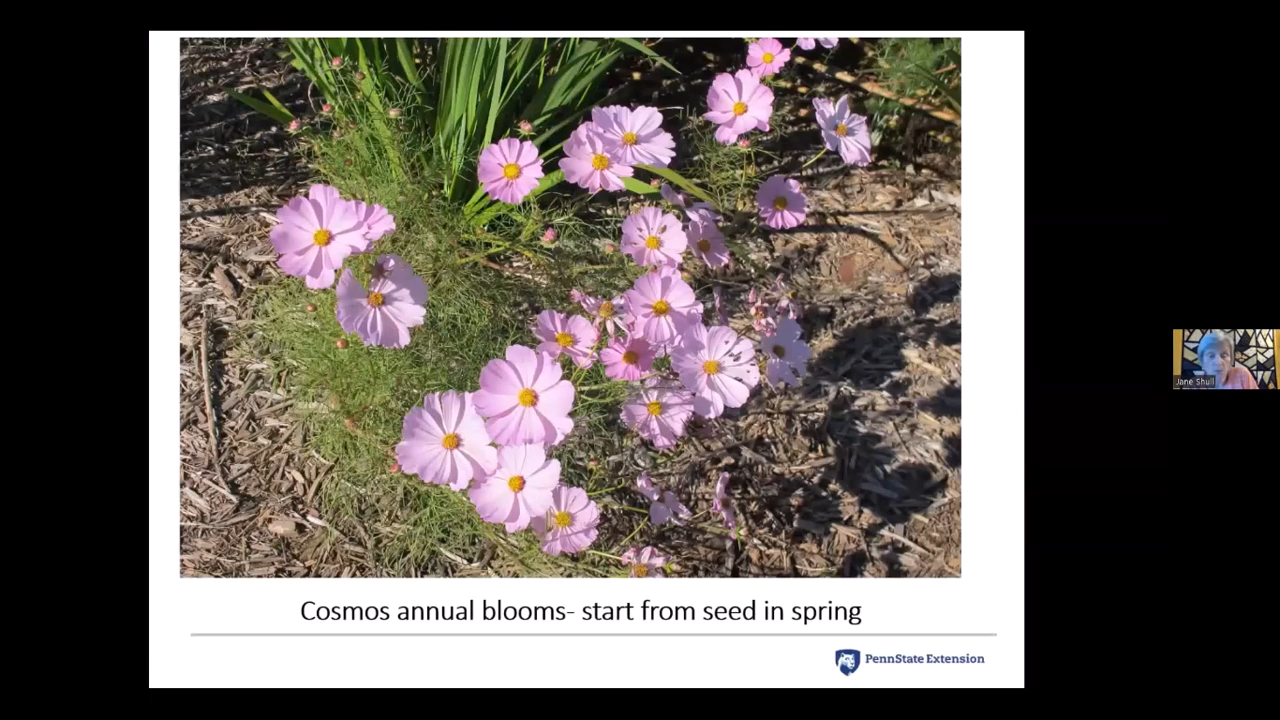 Cosmos annual blooms- start from seed in spring
PennState Extension
Jane Shull